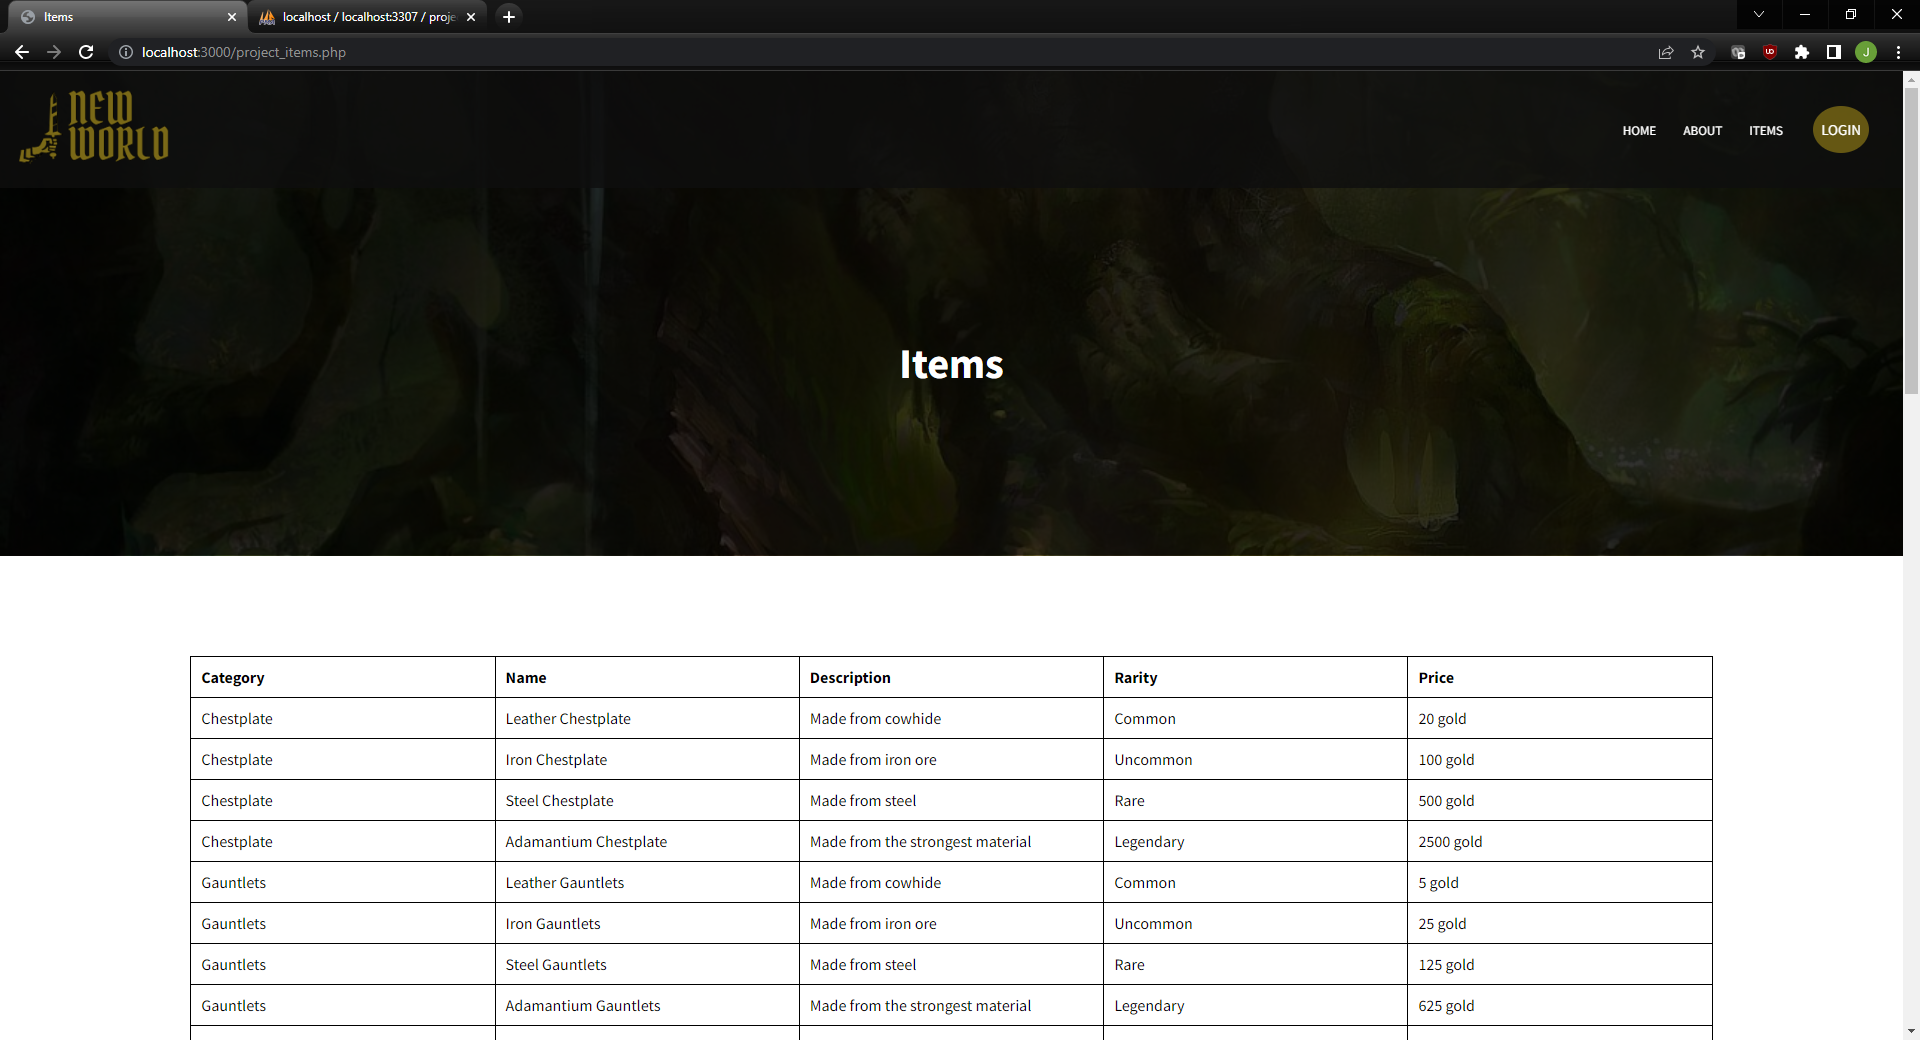 Items
localhost / localhost:3307 / proje
localhost:3000/project_items.php
J
NEW
WORLD
HOME ABOUT ITEMS LOGIN
Items
Category Name Description Rarity Price
Chestplate Leather Chestplate Made from cowhide Common 20 gold
Chestplate Iron Chestplate Made from iron ore Uncommon 100 gold
Chestplate Steel Chestplate Made from steel Rare 500 gold
Chestplate Adamantium Chestplate Made from the strongest material Legendary 2500 gold
Gauntlets Leather Gauntlets Made from cowhide Common 5 gold
Gauntlets Iron Gauntlets Made from iron ore Uncommon 25 gold
Gauntlets Steel Gauntlets Made from steel Rare 125 gold
Gauntlets Adamantium Gauntlets Made from the strongest material Legendary 625 gold